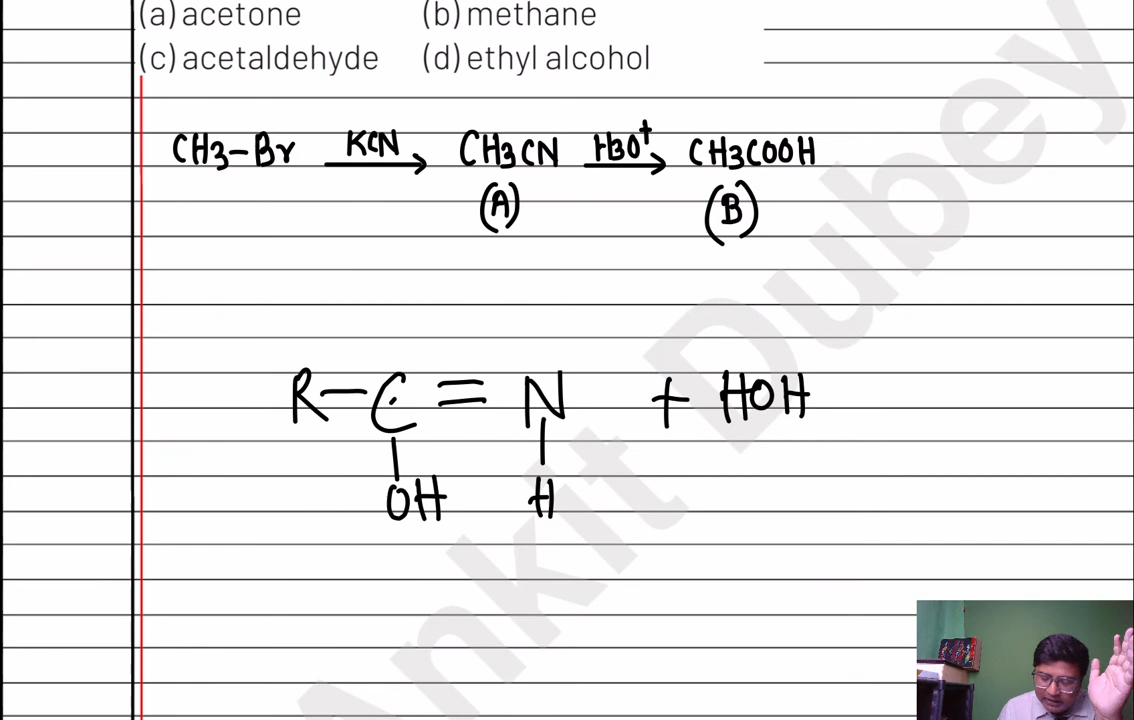 (a) acetone (b) methane
(c) acetaldehyde (d) ethyl alcohol
CH3-Br KCN→ CH3CN H3O+→ CH3COOH
(A) (B)
R-C=N + HOH
OH H
Ankit Dubey